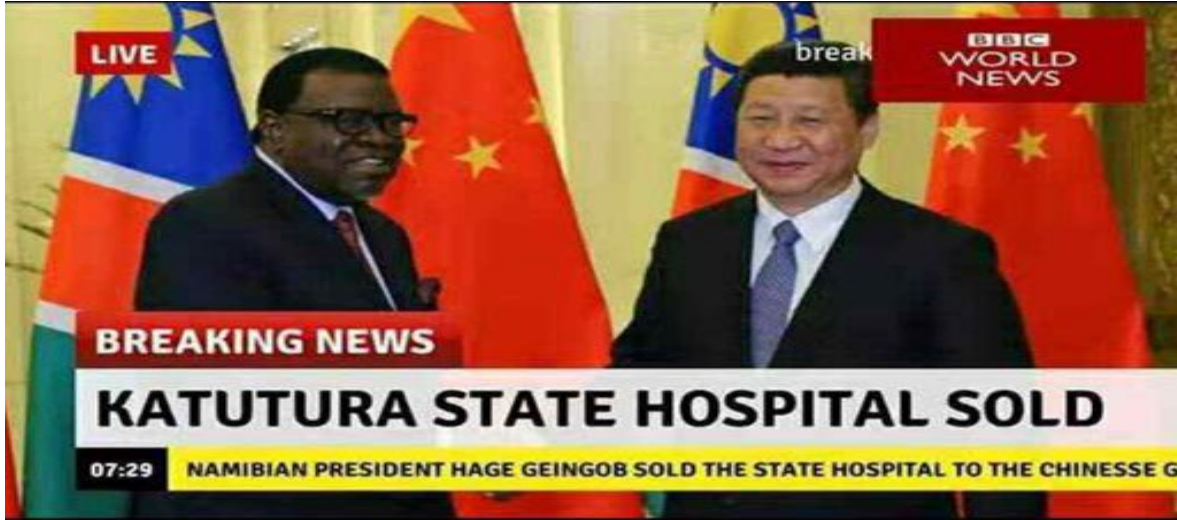 LIVE
break
BBC
WORLD
NEWS
BREAKING NEWS
KATUTURA STATE HOSPITAL SOLD
07:29
NAMIBIAN PRESIDENT HAGE GEINGOB SOLD THE STATE HOSPITAL TO THE CHINESSE G